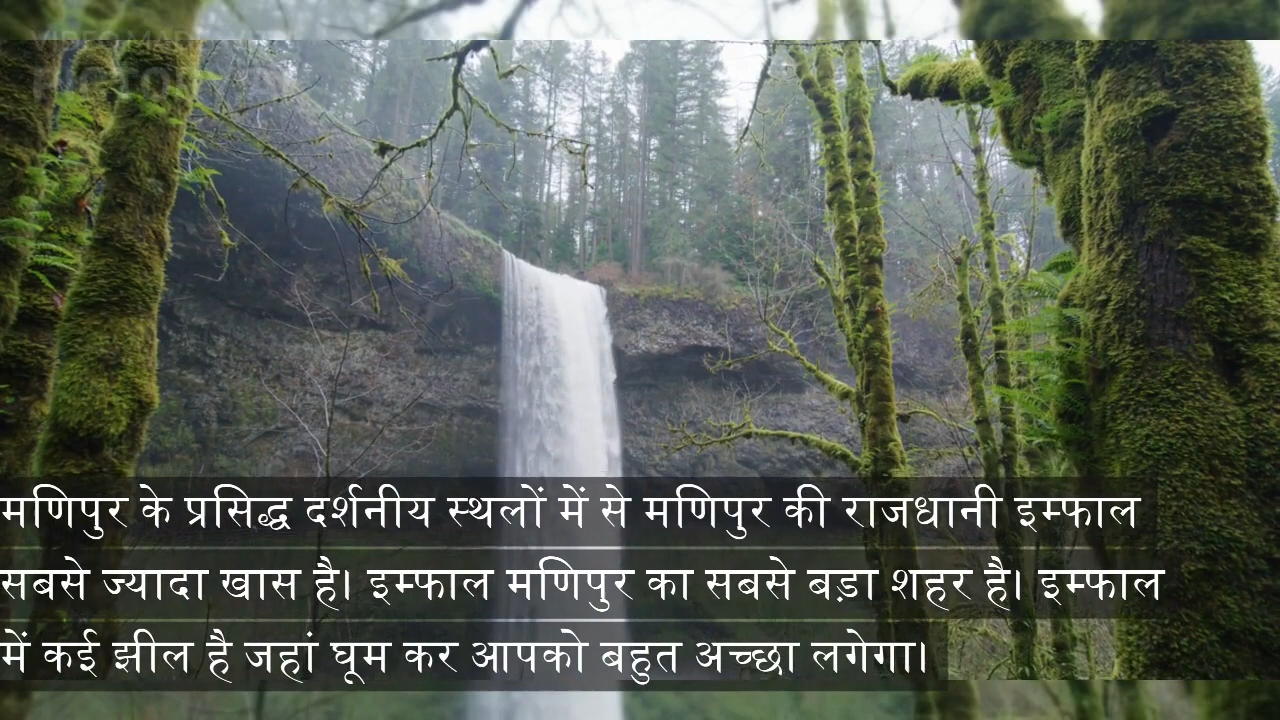 मणिपुर के प्रसिद्ध दर्शनीय स्थलों में से मणिपुर की राजधानी इम्फाल
सबसे ज्यादा खास है। इम्फाल मणिपुर का सबसे बड़ा शहर है। इम्फाल
में कई झील है जहां घूम कर आपको बहुत अच्छा लगेगा।